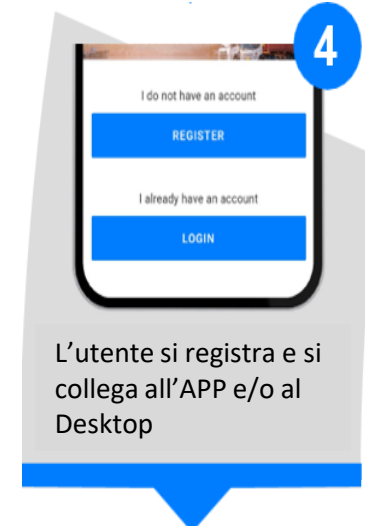 4
I do not have an account
REGISTER
I already have an account
LOGIN
L'utente si registra e si
collega all'APP e/o al
Desktop